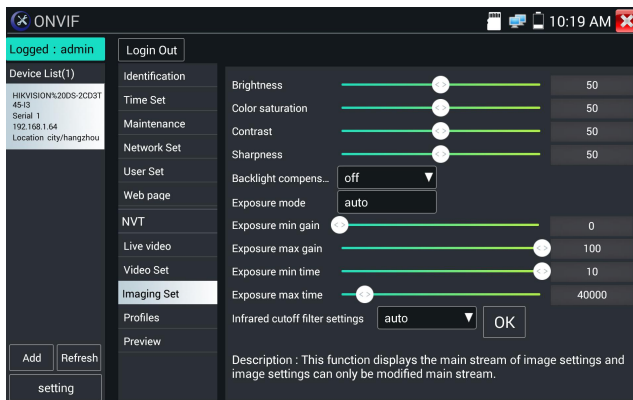 ONVIF
10:19 AM
Logged : admin
Login Out
Device List(1)
HIKVISION%20DS-2CD3T
45-I3
Serial 1
192.168.1.64
Location city/hangzhou
Add
Refresh
setting
Identification
Time Set
Maintenance
Network Set
User Set
Web page
NVT
Live video
Video Set
Imaging Set
Profiles
Preview
Brightness 50
Color saturation 50
Contrast 50
Sharpness 50
Backlight compens... off
Exposure mode auto
Exposure min gain 0
Exposure max gain 100
Exposure min time 10
Exposure max time 40000
Infrared cutoff filter settings auto OK
Description : This function displays the main stream of image settings and
image settings can only be modified main stream.